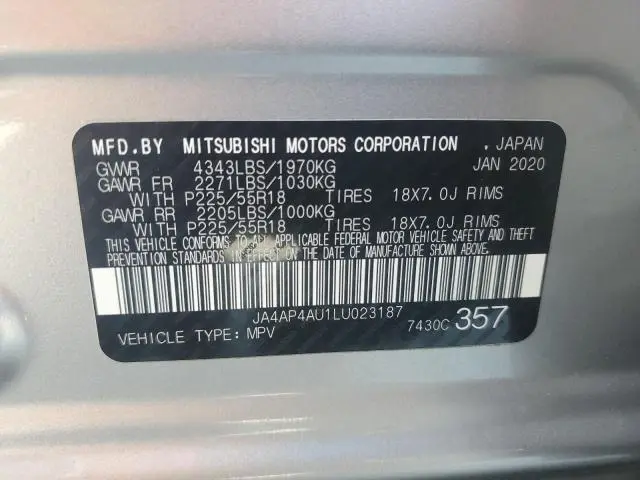 MFD.BY MITSUBISHI MOTORS CORPORATION . JAPAN
GVWR 4343LBS/1970KG JAN 2020
GAWR FR 2271LBS/1030KG
WITH P225/55R18 TIRES 18X7.0J RIMS
GAWR RR 2205LBS/1000KG
WITH P225/55R18 TIRES 18X7.0J RIMS
THIS VEHICLE CONFORMS TO ALL APPLICABLE FEDERAL MOTOR VEHICLE SAFETY AND THEFT
PREVENTION STANDARDS IN EFFECT ON THE DATE OF MANUFACTURE SHOWN ABOVE.
JA4AP4AU1LU023187
VEHICLE TYPE: MPV 7430C 357